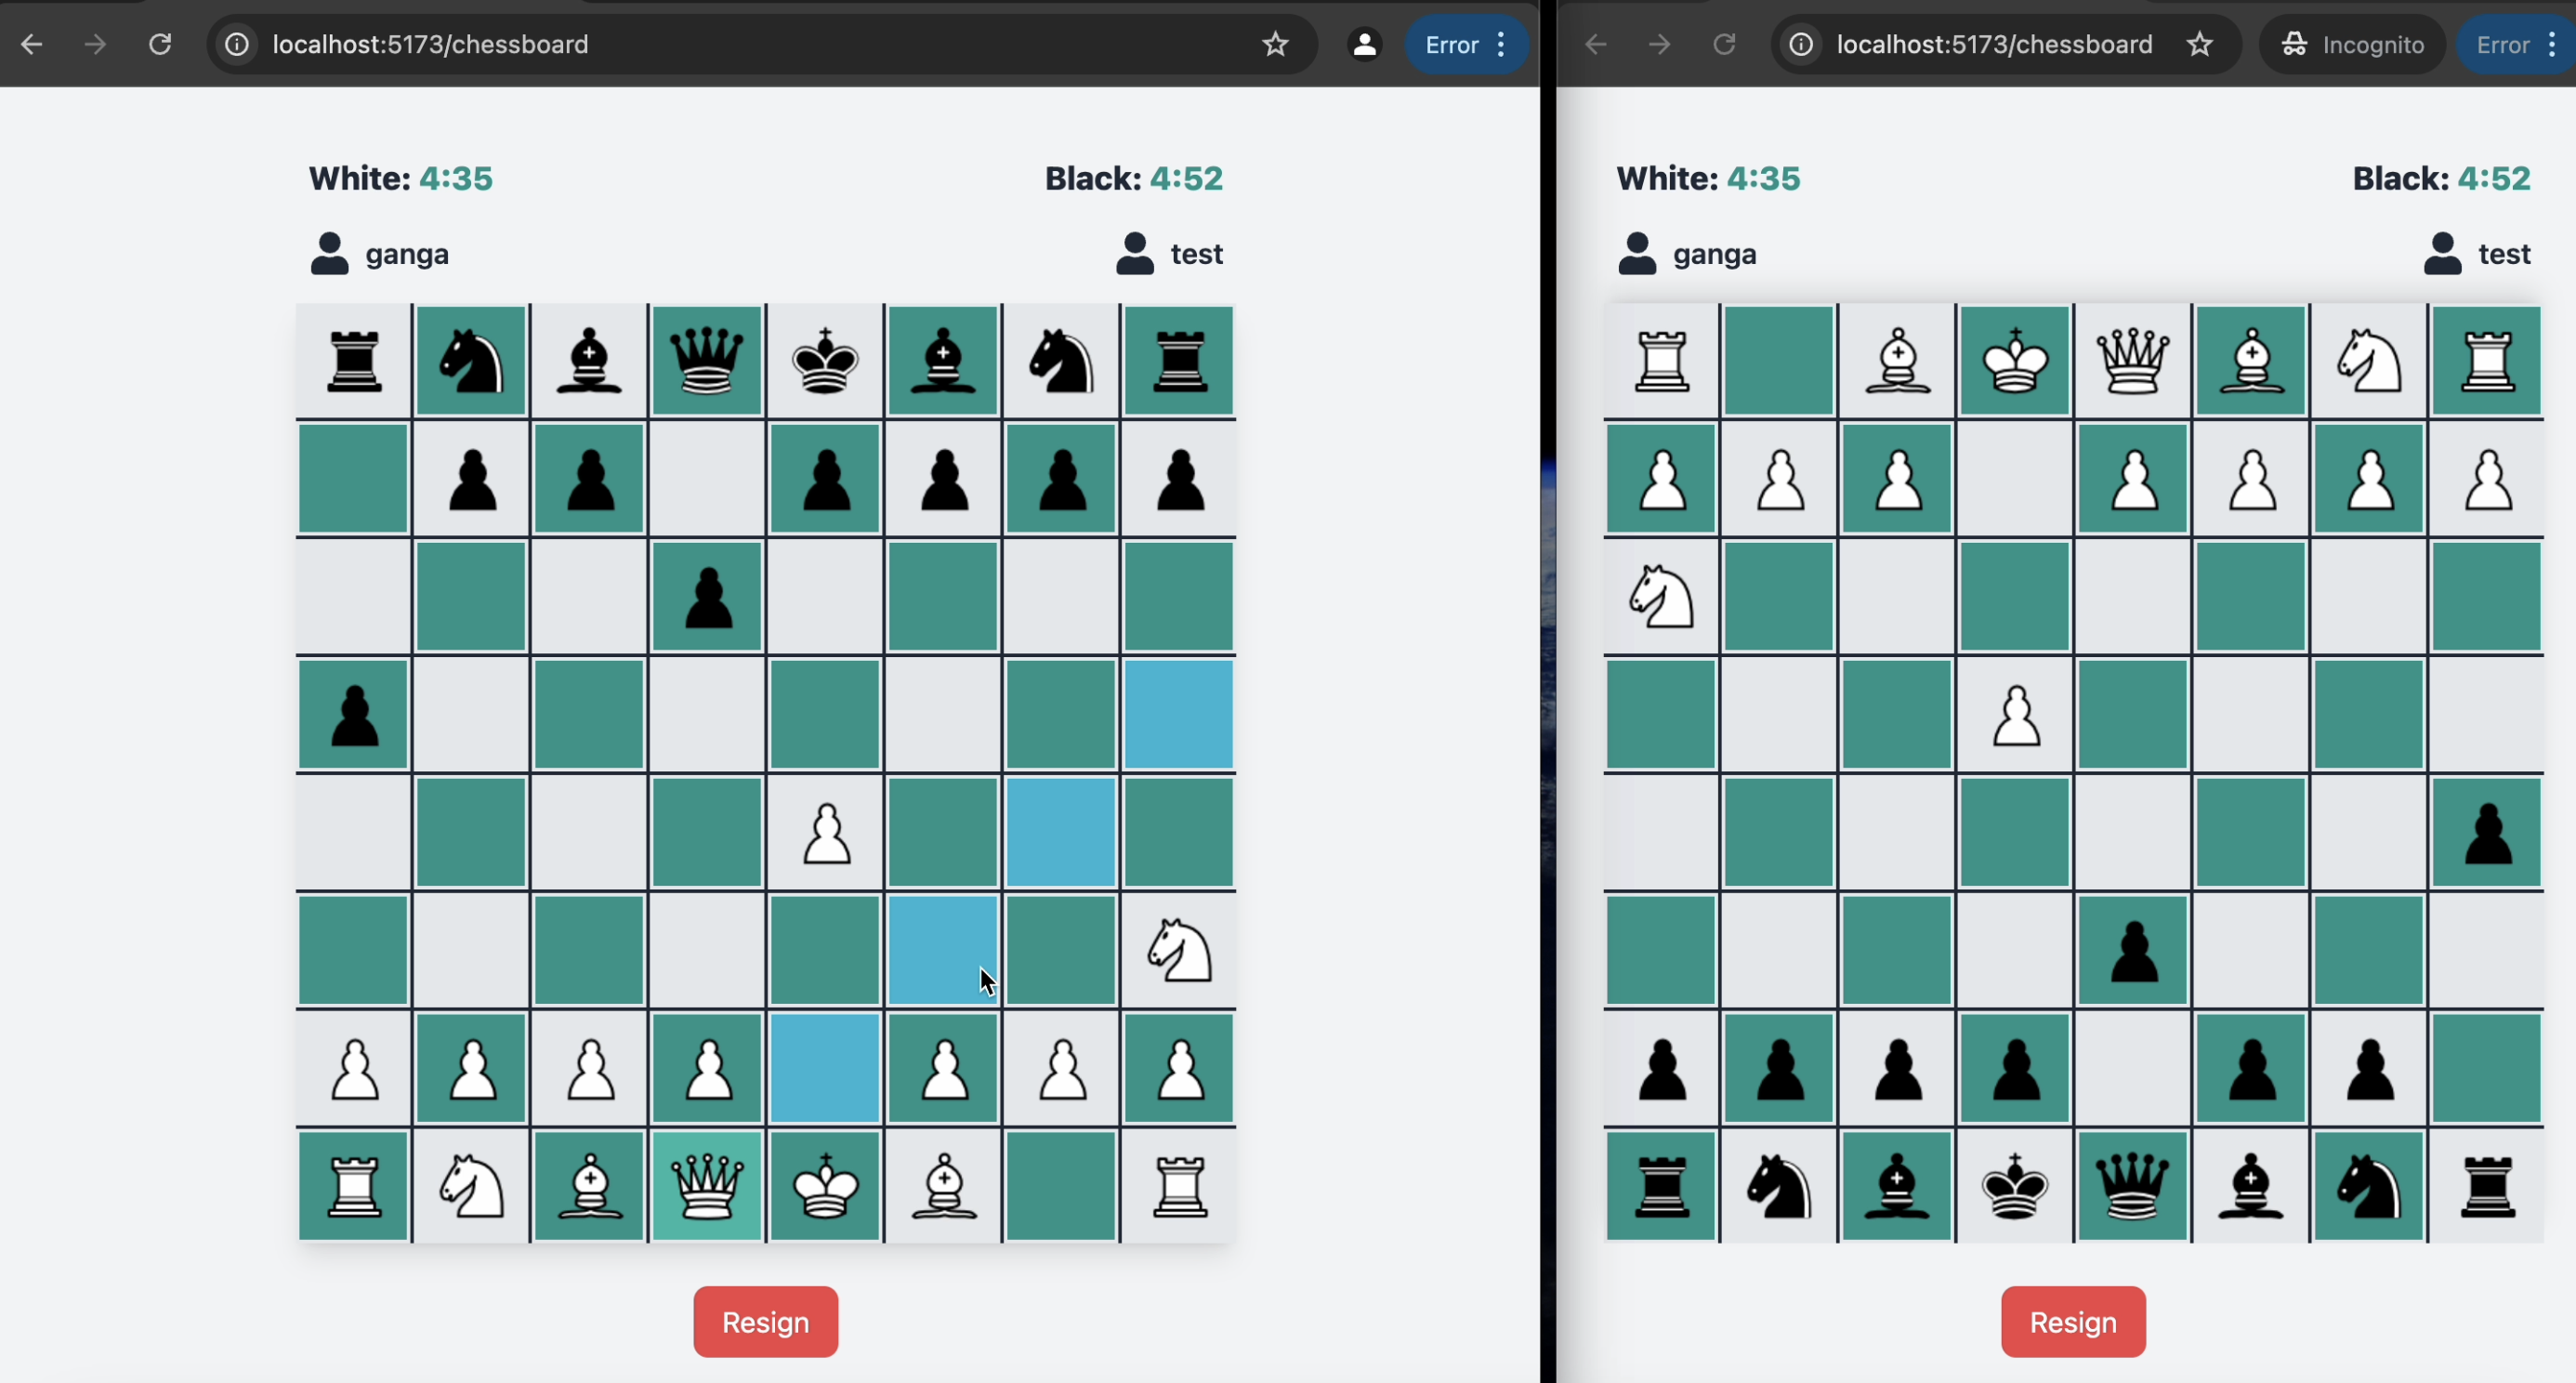 localhost:5173/chessboard
Error
localhost:5173/chessboard
Incognito
Error
White: 4:35
Black: 4:52
ganga
test
White: 4:35
Black: 4:52
ganga
test
Resign
Resign